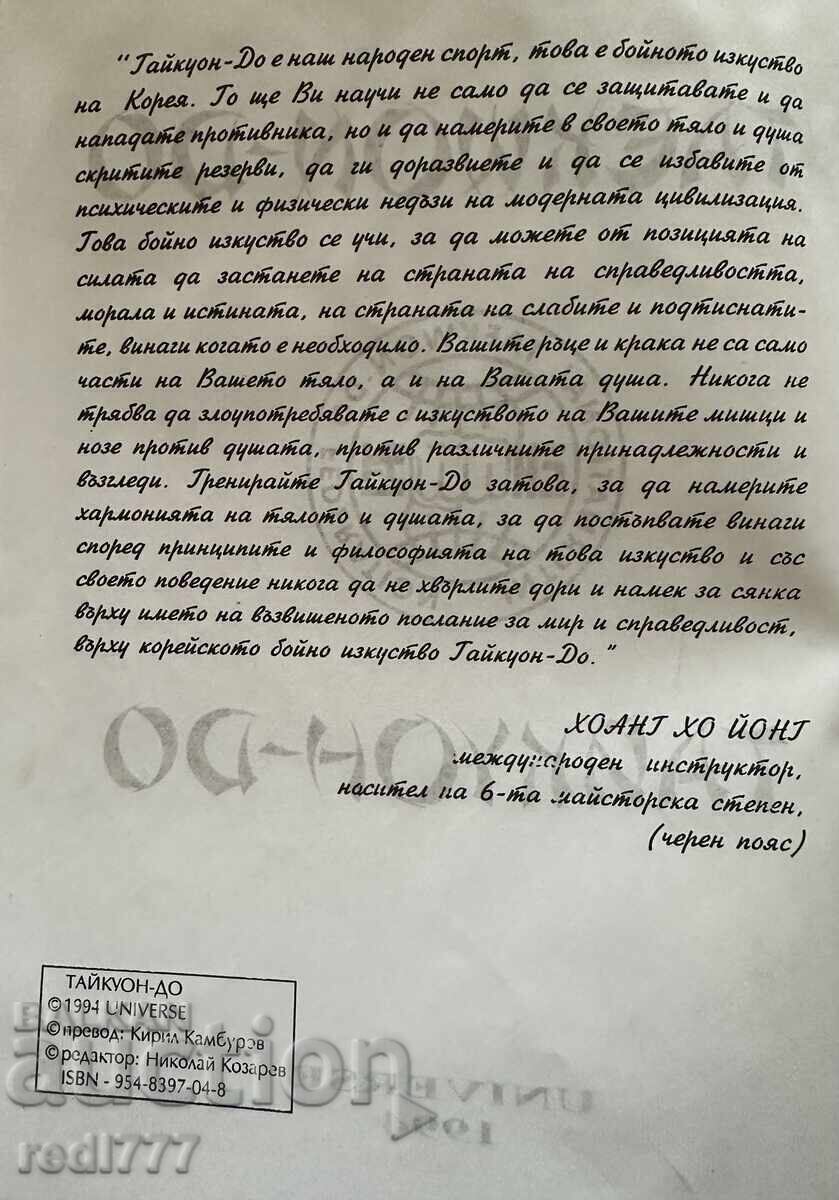 "Тайкуон-До е наш народен спорт, това е бойното изкуство
на Корея. То ще Ви научи не само да се защитавате и да
нападате противника, но и да намерите в своето тяло и душа
скритите резерви, да ги доразвиете и да се избавите от
психическите и физически недъзи на модерната цивилизация.
Това бойно изкуство се учи, за да можете от позицията на
силата да застанете на страната на справедливостта,
морала и истината, на страната на слабите и подтиснати-
те, винаги когато е необходимо. Вашите ръце и крака не са само
части на Вашето тяло, а и на Вашата душа. Никога не
трябва да злоупотребявате с изкуството на Вашите мишци и
нозе против душата, против различните принадлежности и
възгледи. Тренирайте Тайкуон-До затова, за да намерите
хармонията на тялото и душата, за да постъпвате винаги
според принципите и философията на това изкуство и със
своето поведение никога да не хвърлите дори и намек за сянка
върху името на възвишеното послание за мир и справедливост,
върху корейското бойно изкуство Тайкуон-До."
ХОАНГ ХО ЙОНГ
международен инструктор,
носител на 6-та майсторска степен,
(черен пояс)
ТАЙКУОН-ДО
©1994 UNIVERSE
©превод: Кирил Камбуров
©редактор: Николай Козарев
ISBN - 954-8397-04-8
auction
redl777